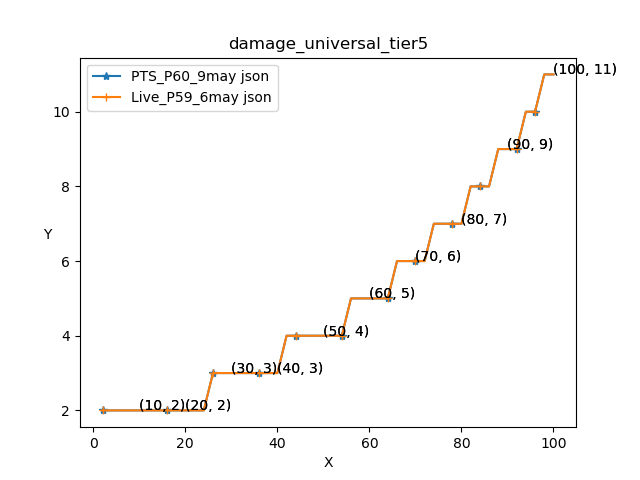 damage_universal_tier5
PTS_P60_9may json
Live_P59_6may json
(100, 11)
10
(90, 9)
8
(80, 7)
Y
6
(70, 6)
(60, 5)
4
(50, 4)
(30, 3)(40, 3)
2
(10, 2)(20, 2)
0 20 40 60 80 100
X